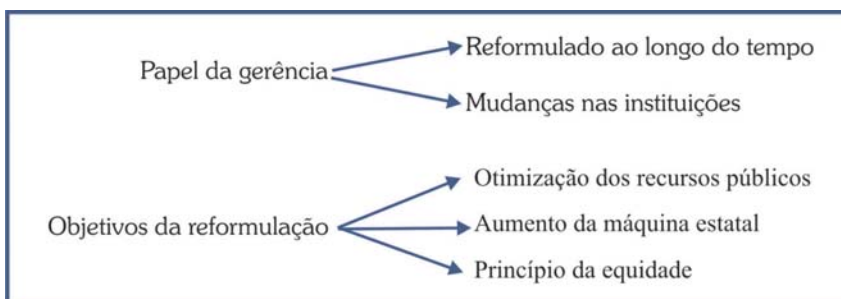 Papel da gerência
Reformulado ao longo do tempo
Mudanças nas instituições
Objetivos da reformulação
Otimização dos recursos públicos
Aumento da máquina estatal
Princípio da equidade